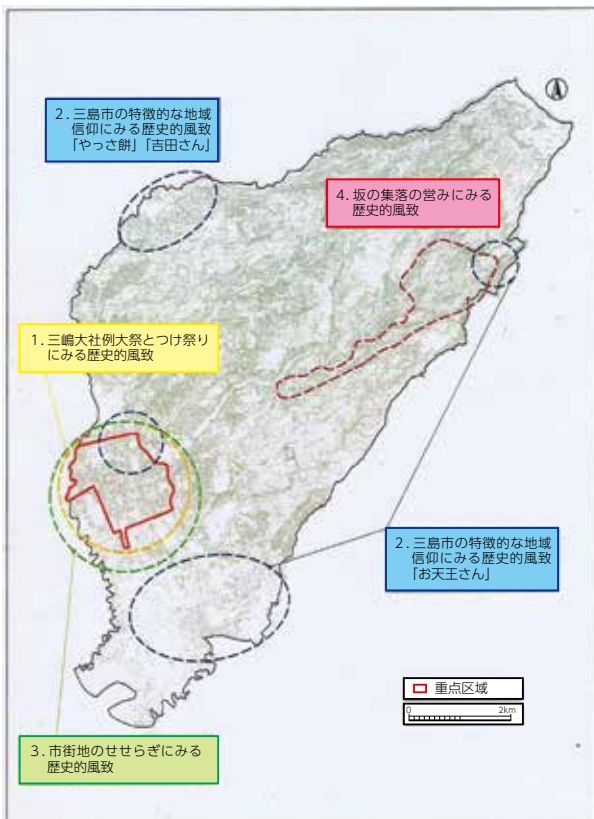 2. 三島市の特徴的な地域
信仰にみる歴史的風致
「やっさ餅」「吉田さん」
4. 坂の集落の営みにみる
歴史的風致
1. 三嶋大社例大祭とつけ祭り
にみる歴史的風致
2. 三島市の特徴的な地域
信仰にみる歴史的風致
「お天王さん」
重点区域
0 2km
3. 市街地のせせらぎにみる
歴史的風致